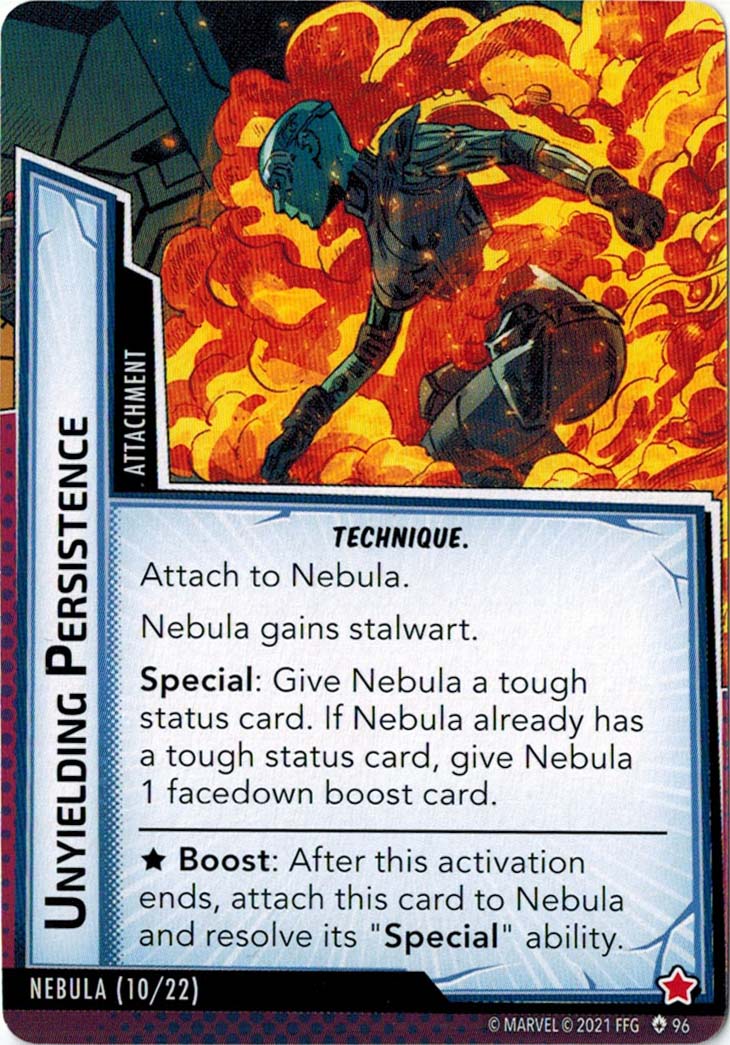 UNYIELDING PERSISTENCE
ATTACHMENT
TECHNIQUE.
Attach to Nebula.
Nebula gains stalwart.
Special: Give Nebula a tough
status card. If Nebula already has
a tough status card, give Nebula
1 facedown boost card.
★ Boost: After this activation
ends, attach this card to Nebula
and resolve its "Special" ability.
NEBULA (10/22)
© MARVEL © 2021 FFG 96